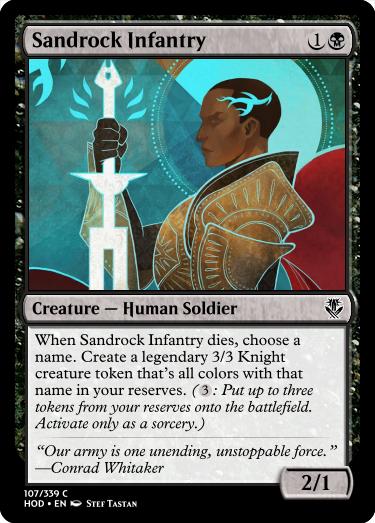 Sandrock Infantry 1
Creature — Human Soldier
When Sandrock Infantry dies, choose a
name. Create a legendary 3/3 Knight
creature token that's all colors with that
name in your reserves. (3: Put up to three
tokens from your reserves onto the battlefield.
Activate only as a sorcery.)
“Our army is one unending, unstoppable force.”
—Conrad Whitaker
2/1
107/339 C
HOD • EN Stef Tastan